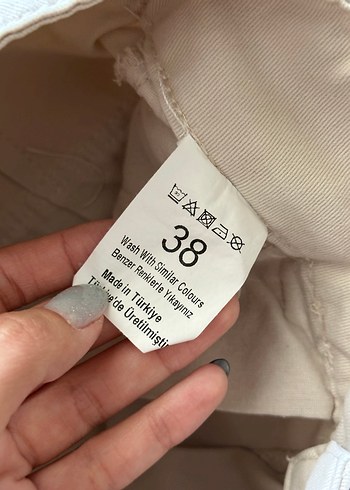 38
Wash With Similar Colours
Benzer Renklerle Yıkayınız
Made in Türkiye
Türkiye'de Üretilmiştir